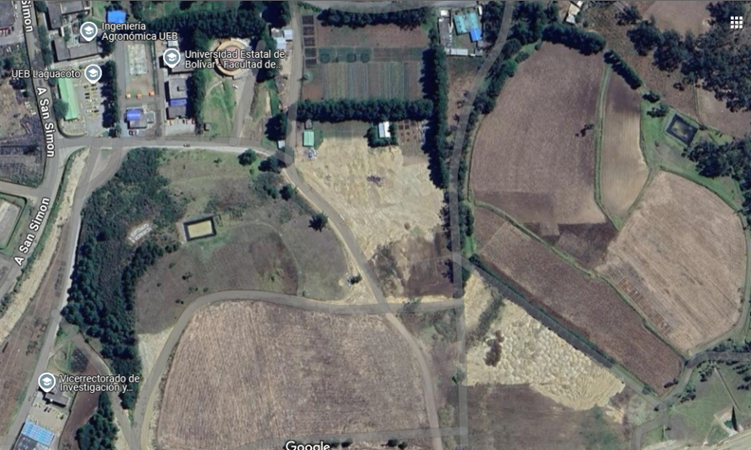 Ingeniería
Agronómica UEB
Universidad Estatal de
Bolívar - Facultad de
UEB Laguacoto
A San Simon
A San Simon
Simon
Vicerrectorado de
Investigación y...
Google